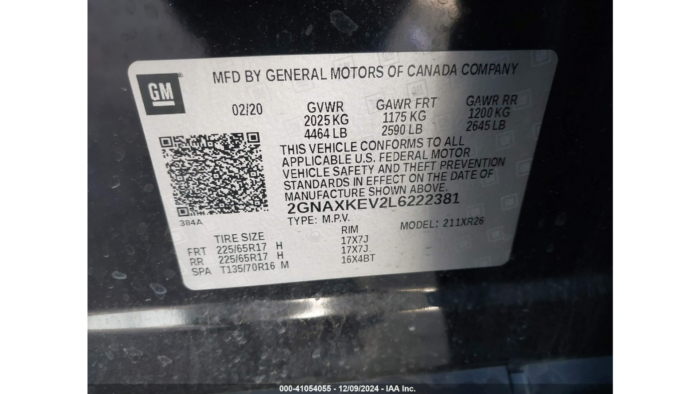 GM
MFD BY GENERAL MOTORS OF CANADA COMPANY
02/20
GVWR GAWR FRT GAWR RR
2025 KG 1175 KG 1200 KG
4464 LB 2590 LB 2645 LB
THIS VEHICLE CONFORMS TO ALL
APPLICABLE U.S. FEDERAL MOTOR
VEHICLE SAFETY AND THEFT PREVENTION
STANDARDS IN EFFECT ON THE DATE OF
MANUFACTURE SHOWN ABOVE.
2GNAXKEV2L6222381
TYPE: M.P.V. MODEL: 211XR26
384A
TIRE SIZE RIM
FRT 225/65R17 H 17X7J
RR 225/65R17 H 17X7J
SPA T135/70R16 M 16X4BT
000-41054055 - 12/09/2024 - IAA Inc.